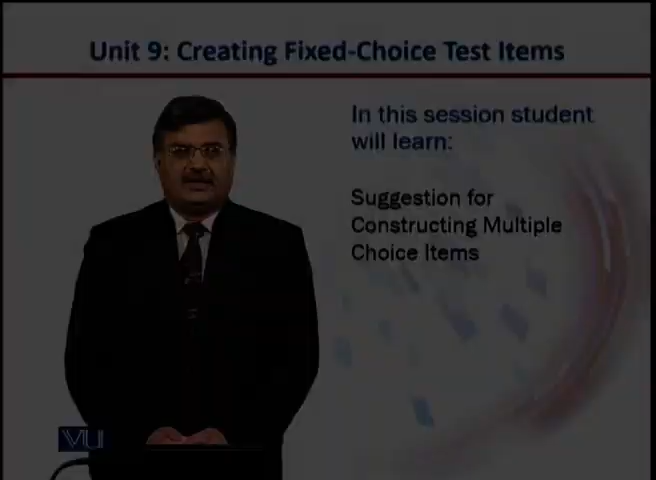 Unit 9: Creating Fixed-Choice Test Items
In this session student
will learn:
Suggestion for
Constructing Multiple
Choice Items
VU